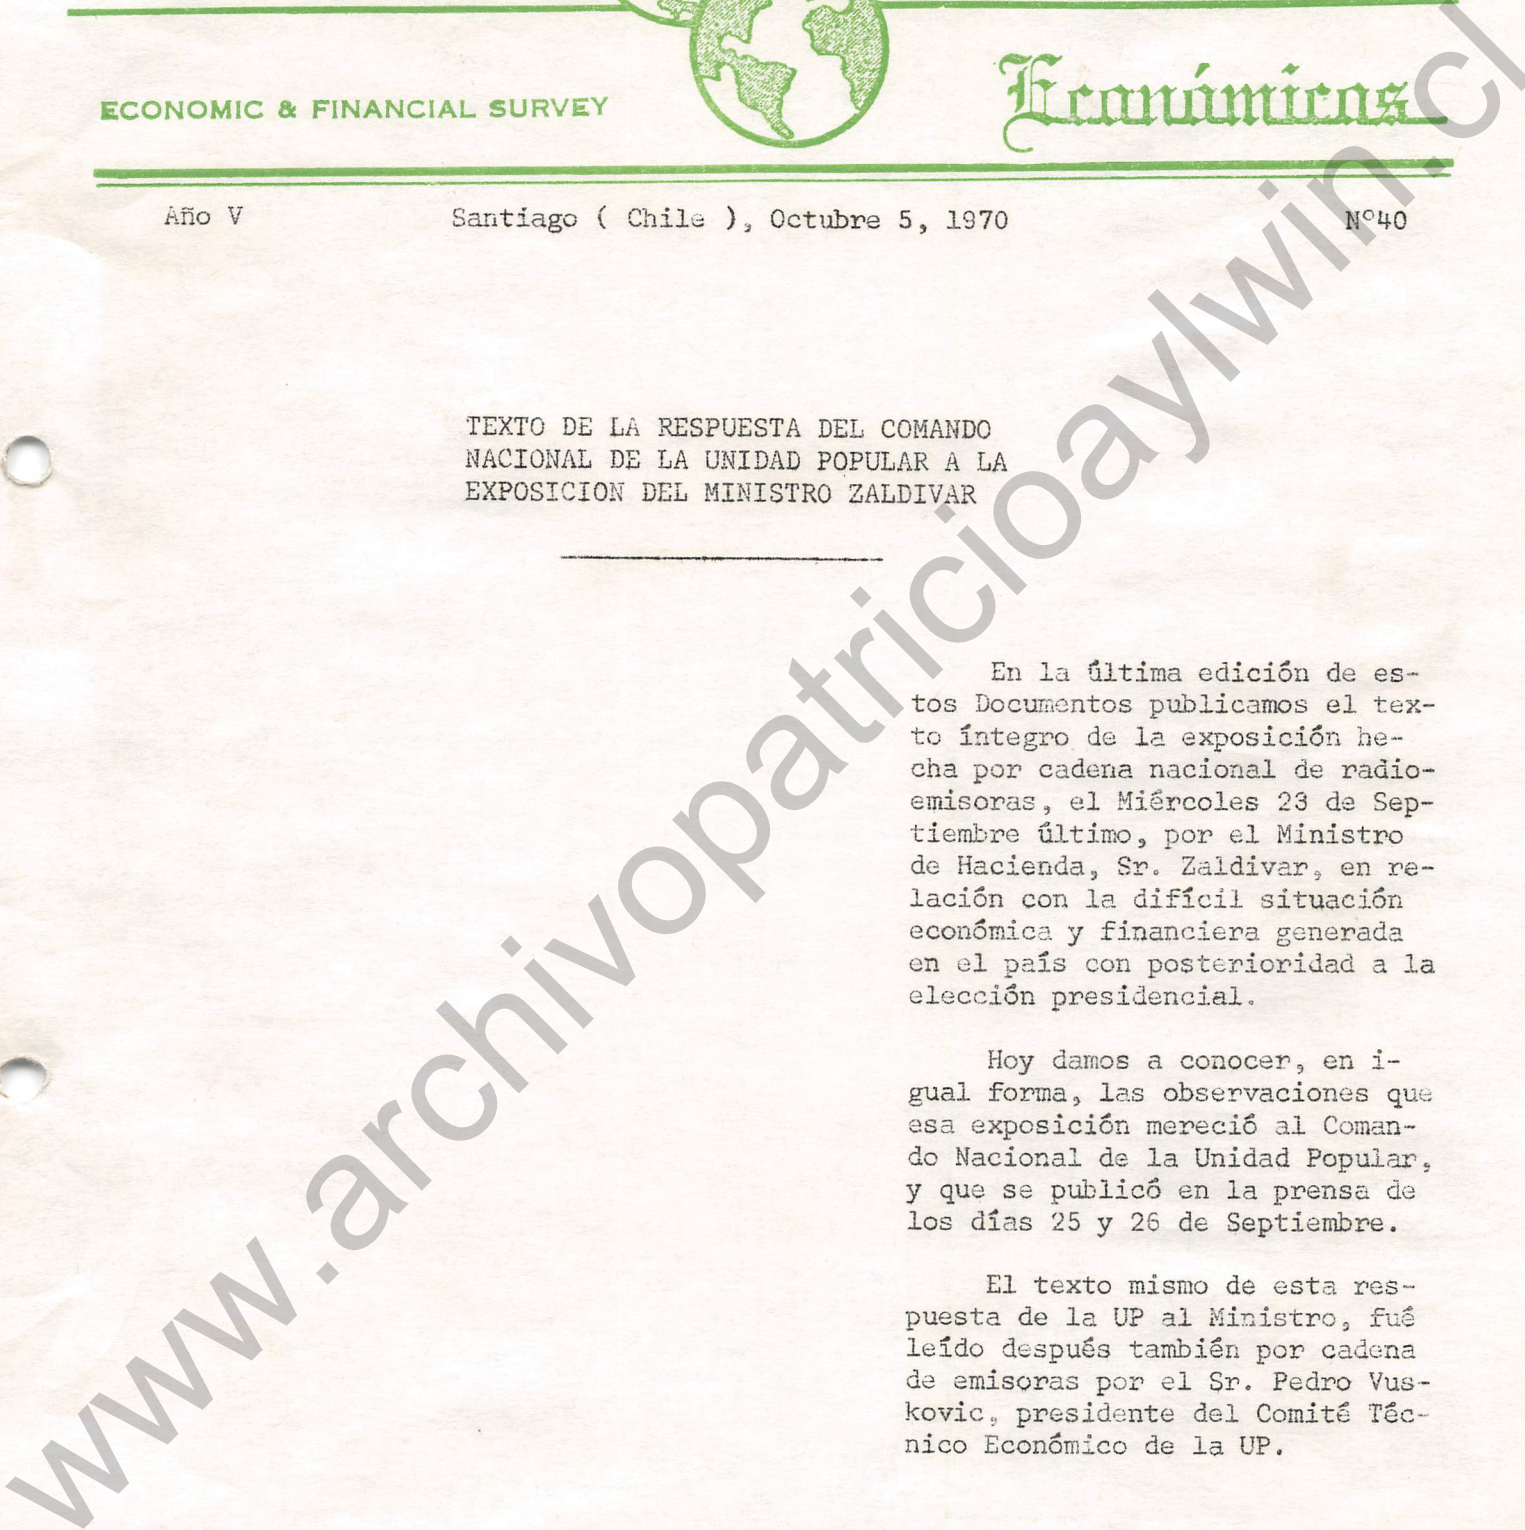 ECONOMIC & FINANCIAL SURVEY
Económicos
Año V Santiago ( Chile ), Octubre 5, 1970 N°40
TEXTO DE LA RESPUESTA DEL COMANDO
NACIONAL DE LA UNIDAD POPULAR A LA
EXPOSICION DEL MINISTRO ZALDIVAR
En la última edición de es-
tos Documentos publicamos el tex-
to íntegro de la exposición he-
cha por cadena nacional de radio-
emisoras, el Miércoles 23 de Sep-
tiembre último, por el Ministro
de Hacienda, Sr. Zaldivar, en re-
lación con la difícil situación
económica y financiera generada
en el país con posterioridad a la
elección presidencial.
Hoy damos a conocer, en i-
gual forma, las observaciones que
esa exposición mereció al Coman-
do Nacional de la Unidad Popular,
y que se publicó en la prensa de
los días 25 y 26 de Septiembre.
El texto mismo de esta res-
puesta de la UP al Ministro, fué
leído después también por cadena
de emisoras por el Sr. Pedro Vus-
kovic, presidente del Comité Téc-
nico Económico de la UP.
www.archivopatricioaylwin.cl